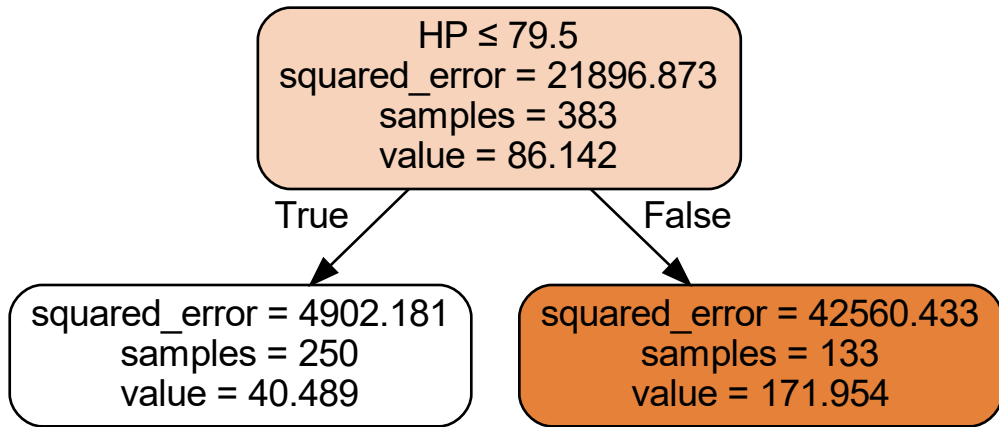 HP ≤ 79.5
squared_error = 21896.873
samples = 383
value = 86.142
True
False
squared_error = 4902.181
samples = 250
value = 40.489
squared_error = 42560.433
samples = 133
value = 171.954